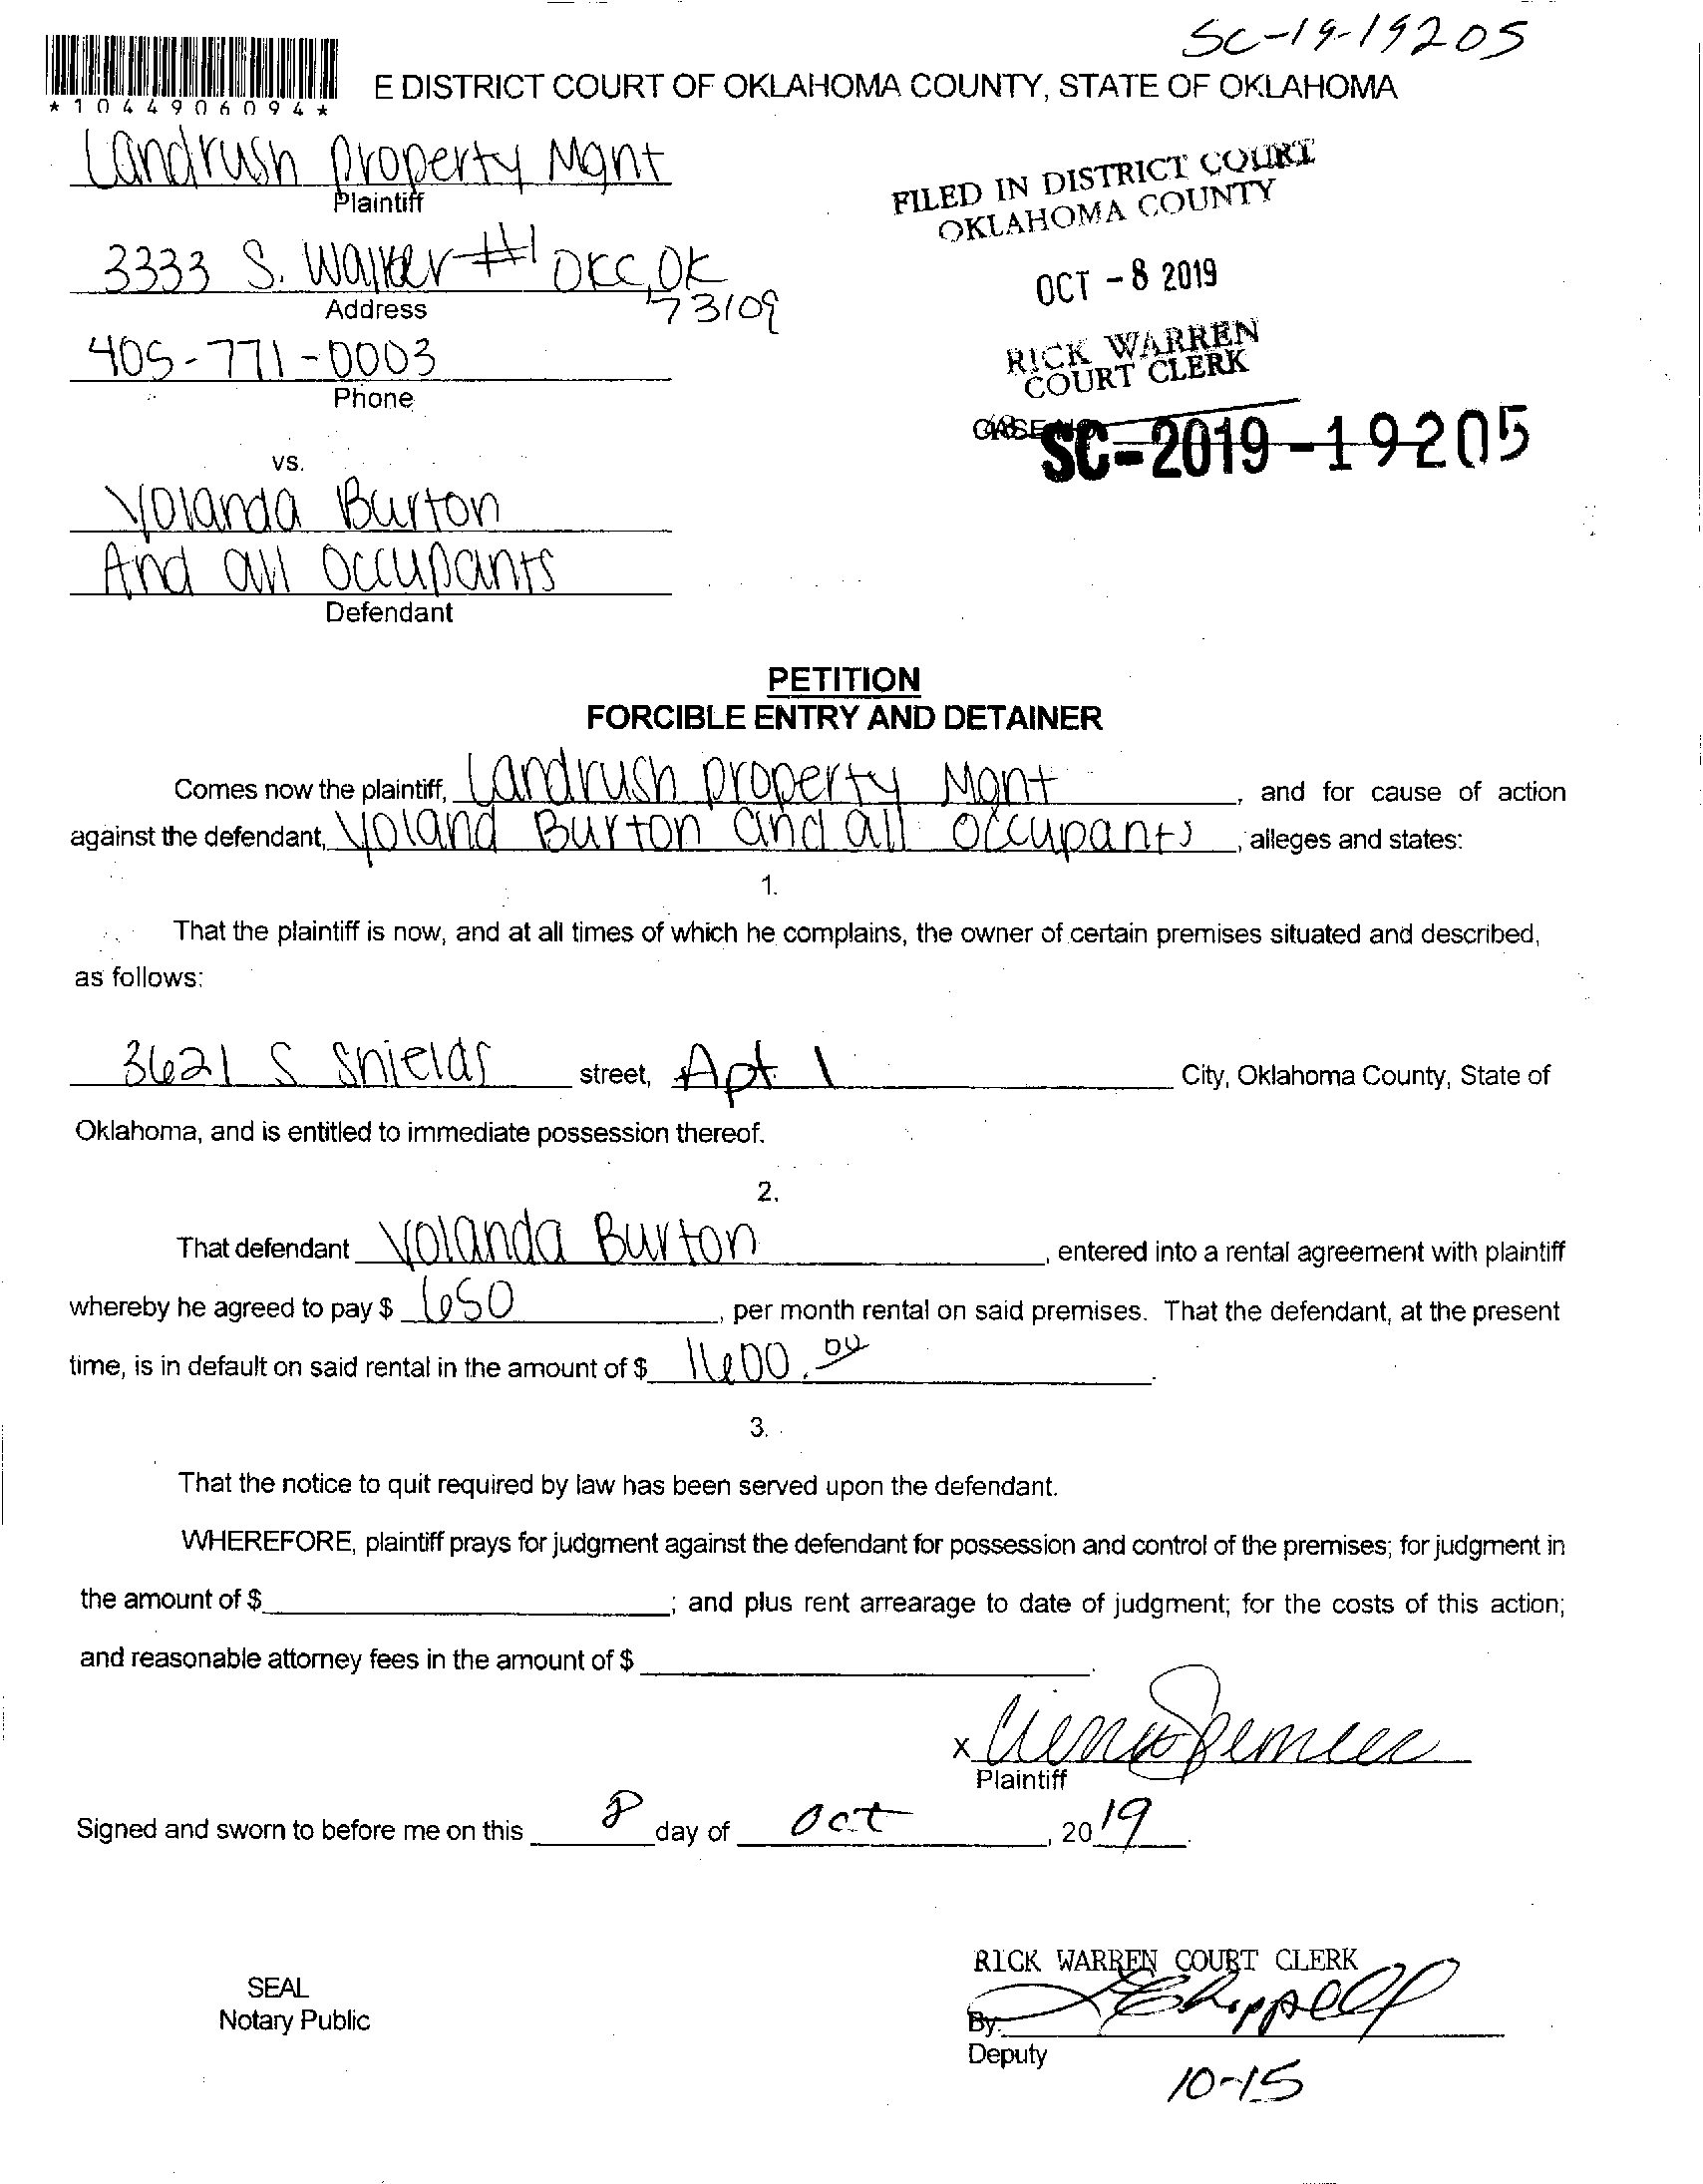 SC-19-19205
*1044906094*
E DISTRICT COURT OF OKLAHOMA COUNTY, STATE OF OKLAHOMA
Landrush Property Mgnt
Plaintiff
FILED IN DISTRICT COURT
OKLAHOMA COUNTY
3333 S. Walker #1 OKC, OK
73109
Address
OCT - 8 2019
405-771-0003
Phone
RICK WARREN
COURT CLERK
SC-2019-19205
vs.
Yolanda Burton
And all occupants
Defendant
PETITION
FORCIBLE ENTRY AND DETAINER
Comes now the plaintiff, Landrush property Mgnt, and for cause of action
against the defendant, Yoland Burton and all occupants, alleges and states:
1.
That the plaintiff is now, and at all times of which he complains, the owner of certain premises situated and described,
as follows:
3621 S Shields street, Apt 1 City, Oklahoma County, State of
Oklahoma, and is entitled to immediate possession thereof.
2.
That defendant Yolanda Burton, entered into a rental agreement with plaintiff
whereby he agreed to pay $ 650, per month rental on said premises. That the defendant, at the present
time, is in default on said rental in the amount of $ 1600.00.
3.
That the notice to quit required by law has been served upon the defendant.
WHEREFORE, plaintiff prays for judgment against the defendant for possession and control of the premises; for judgment in
the amount of $ ; and plus rent arrearage to date of judgment; for the costs of this action;
and reasonable attorney fees in the amount of $ .
x
Plaintiff
Signed and sworn to before me on this 8 day of Oct, 2019.
RICK WARREN COURT CLERK
SEAL
Notary Public
By: Chappell
Deputy
10-15